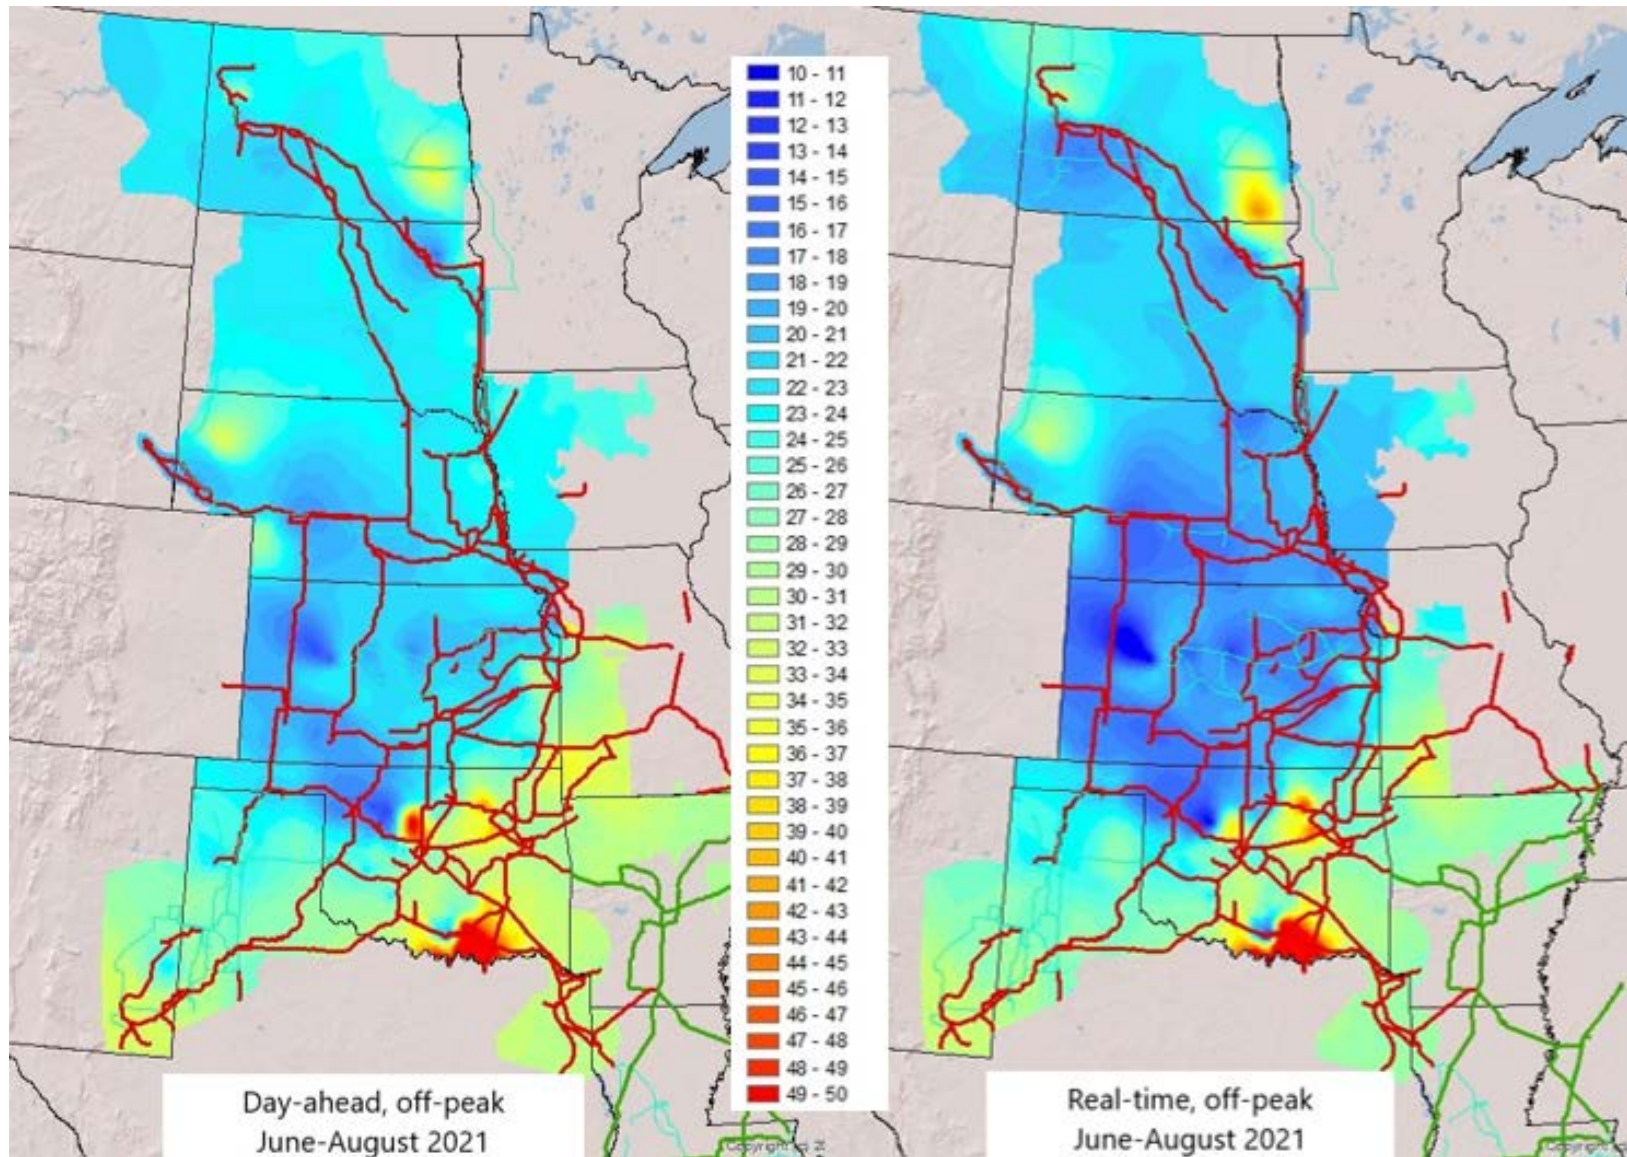 10 - 11
11 - 12
12 - 13
13 - 14
14 - 15
15 - 16
16 - 17
17 - 18
18 - 19
19 - 20
20 - 21
21 - 22
22 - 23
23 - 24
24 - 25
25 - 26
26 - 27
27 - 28
28 - 29
29 - 30
30 - 31
31 - 32
32 - 33
33 - 34
34 - 35
35 - 36
36 - 37
37 - 38
38 - 39
39 - 40
40 - 41
41 - 42
42 - 43
43 - 44
44 - 45
45 - 46
46 - 47
47 - 48
48 - 49
49 - 50
Day-ahead, off-peak
June-August 2021
Real-time, off-peak
June-August 2021